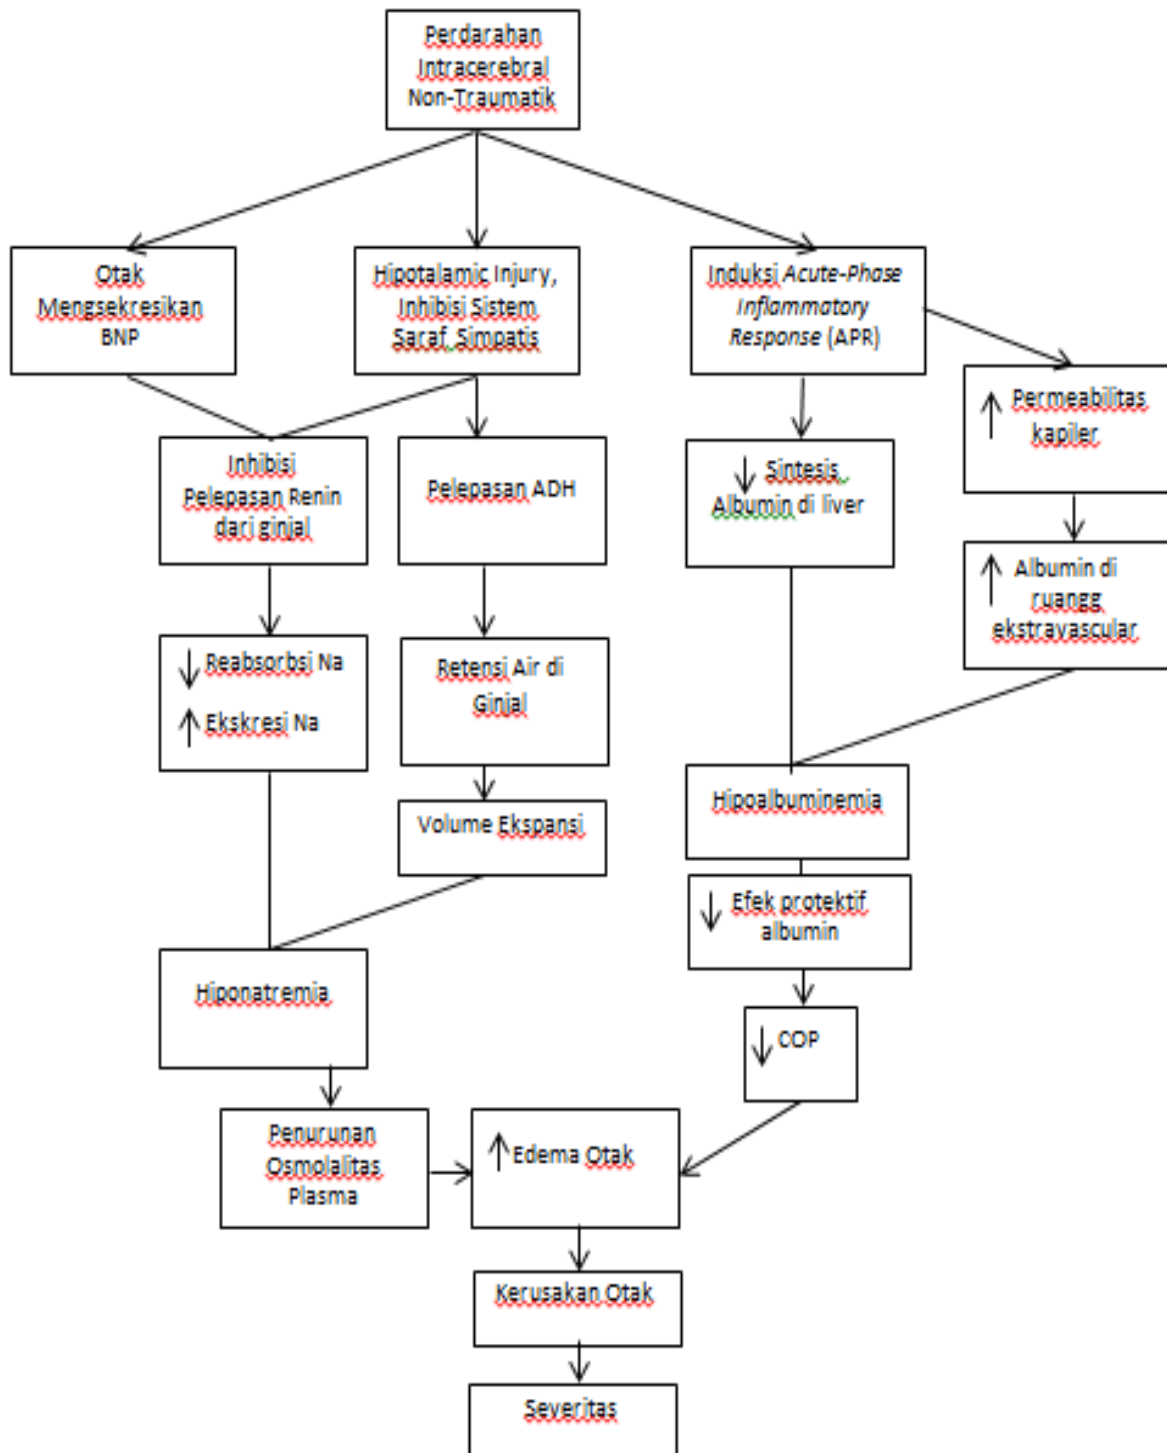 Perdarahan
Intracerebral
Non-Traumatik
Otak
Mengsekresikan
BNP
Hipotalamic Injury,
Inhibisi Sistem
Saraf Simpatis
Induksi Acute-Phase
Inflammatory
Response (APR)
↑ Permeabilitas
kapiler
Inhibisi
Pelepasan Renin
dari ginjal
Pelepasan ADH
↓ Sintesis
Albumin di liver
↑ Albumin di
ruangg
ekstravascular
↓ Reabsorbsi Na
↑ Ekskresi Na
Retensi Air di
Ginjal
Volume Ekspansi
Hipoalbuminemia
↓ Efek protektif
albumin
Hiponatremia
↓ COP
Penurunan
Osmolalitas
Plasma
↑ Edema Otak
Kerusakan Otak
Severitas